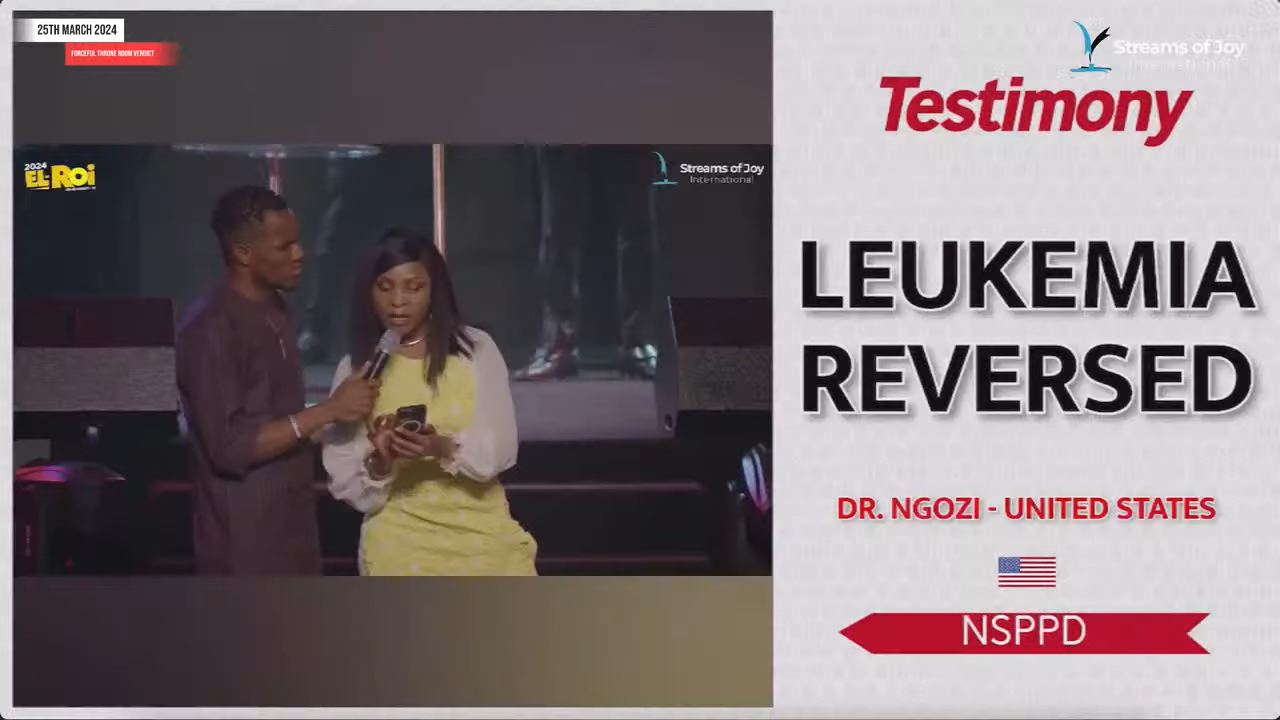 25TH MARCH 2024
FORCEFUL THRONE ROOM VERDICT
2024
EL-ROI
Streams of Joy
International
Streams of Joy
International
Testimony
LEUKEMIA
REVERSED
DR. NGOZI - UNITED STATES
NSPPD